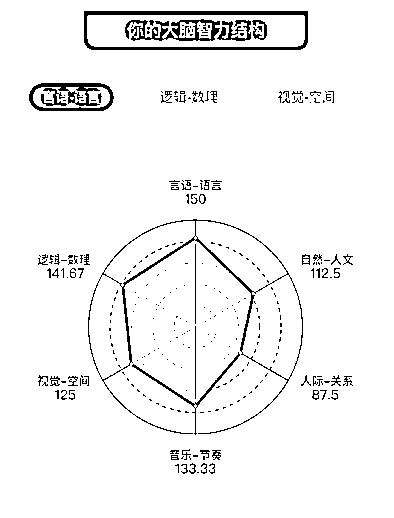 你的大脑智力结构
言语-语言
逻辑-数理
视觉-空间
言语-语言
150
逻辑-数理
141.67
自然-人文
112.5
视觉-空间
125
人际-关系
87.5
音乐-节奏
133.33